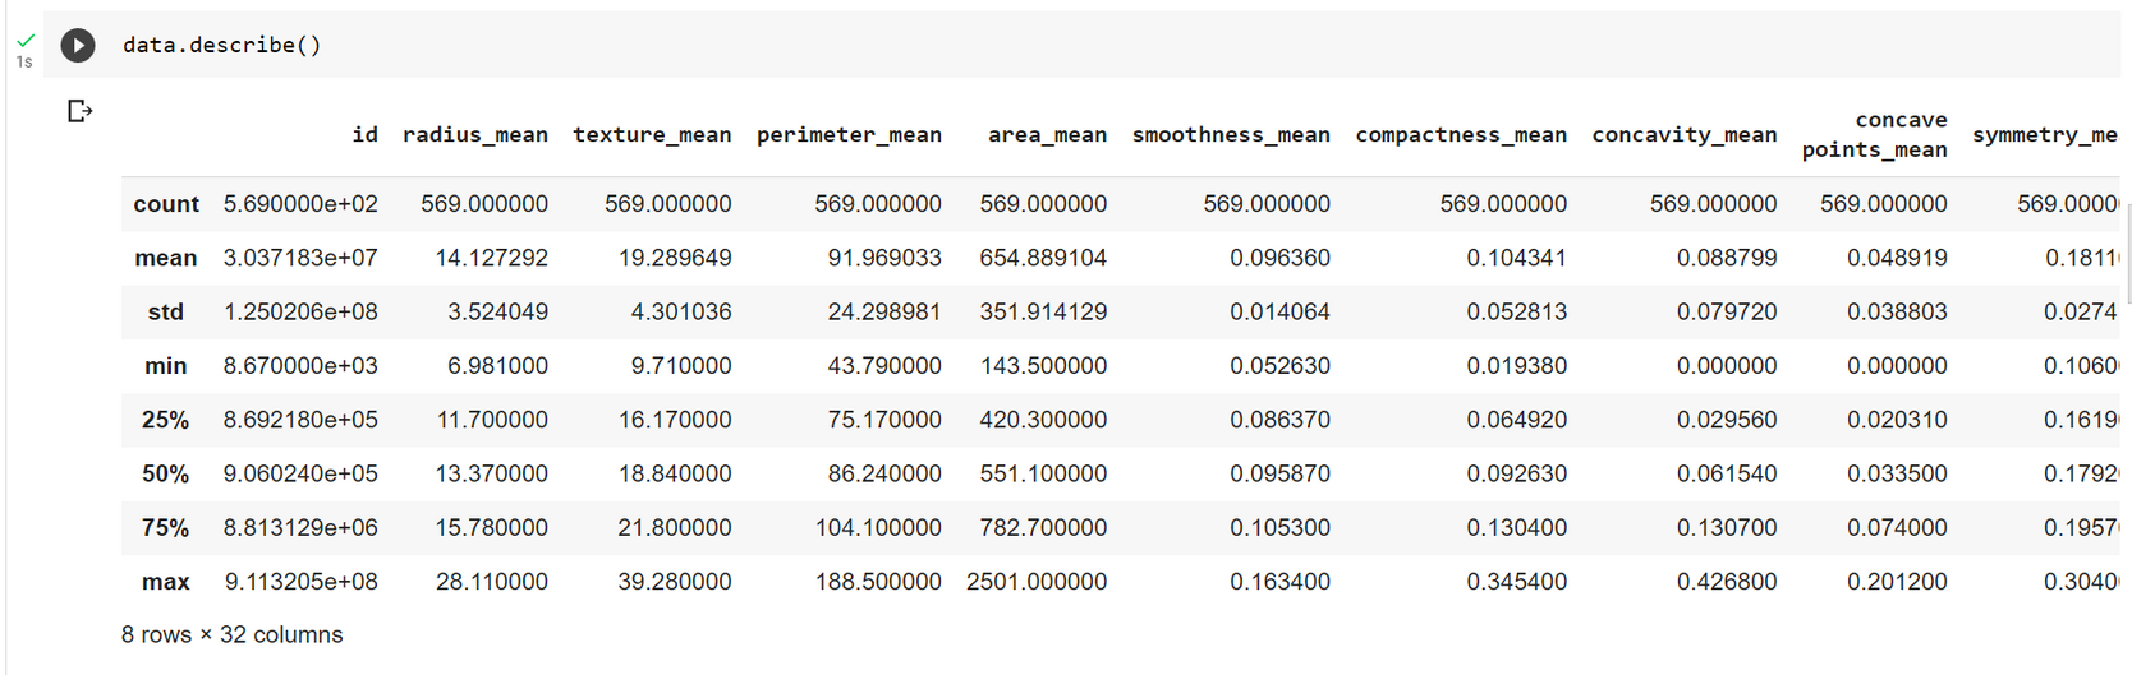 data.describe()
1s
id radius_mean texture_mean perimeter_mean area_mean smoothness_mean compactness_mean concavity_mean concave points_mean symmetry_me
count 5.690000e+02 569.000000 569.000000 569.000000 569.000000 569.000000 569.000000 569.000000 569.000000 569.0000
mean 3.037183e+07 14.127292 19.289649 91.969033 654.889104 0.096360 0.104341 0.088799 0.048919 0.1811
std 1.250206e+08 3.524049 4.301036 24.298981 351.914129 0.014064 0.052813 0.079720 0.038803 0.0274
min 8.670000e+03 6.981000 9.710000 43.790000 143.500000 0.052630 0.019380 0.000000 0.000000 0.1060
25% 8.692180e+05 11.700000 16.170000 75.170000 420.300000 0.086370 0.064920 0.029560 0.020310 0.1619
50% 9.060240e+05 13.370000 18.840000 86.240000 551.100000 0.095870 0.092630 0.061540 0.033500 0.1792
75% 8.813129e+06 15.780000 21.800000 104.100000 782.700000 0.105300 0.130400 0.130700 0.074000 0.1957
max 9.113205e+08 28.110000 39.280000 188.500000 2501.000000 0.163400 0.345400 0.426800 0.201200 0.3040
8 rows × 32 columns